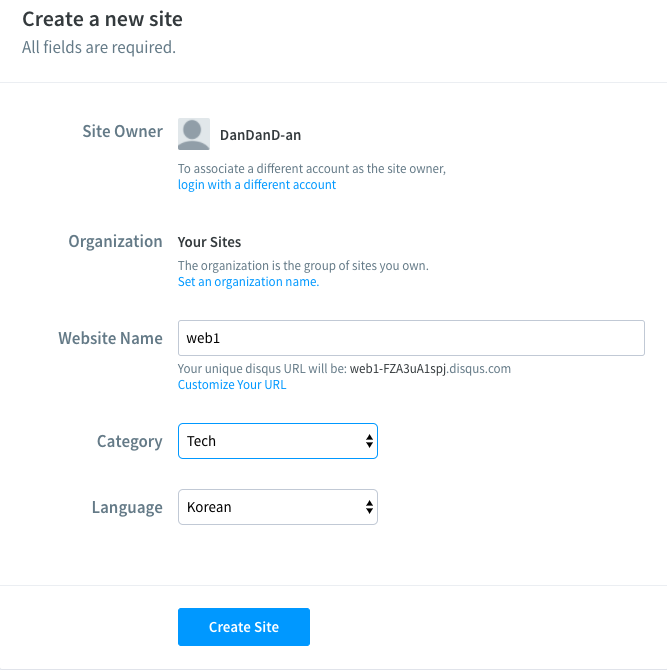 Create a new site
All fields are required.
Site Owner
DanDanD-an
To associate a different account as the site owner,
login with a different account
Organization
Your Sites
The organization is the group of sites you own.
Set an organization name.
Website Name
web1
Your unique disqus URL will be: web1-FZA3uA1spj.disqus.com
Customize Your URL
Category
Tech
Language
Korean
Create Site